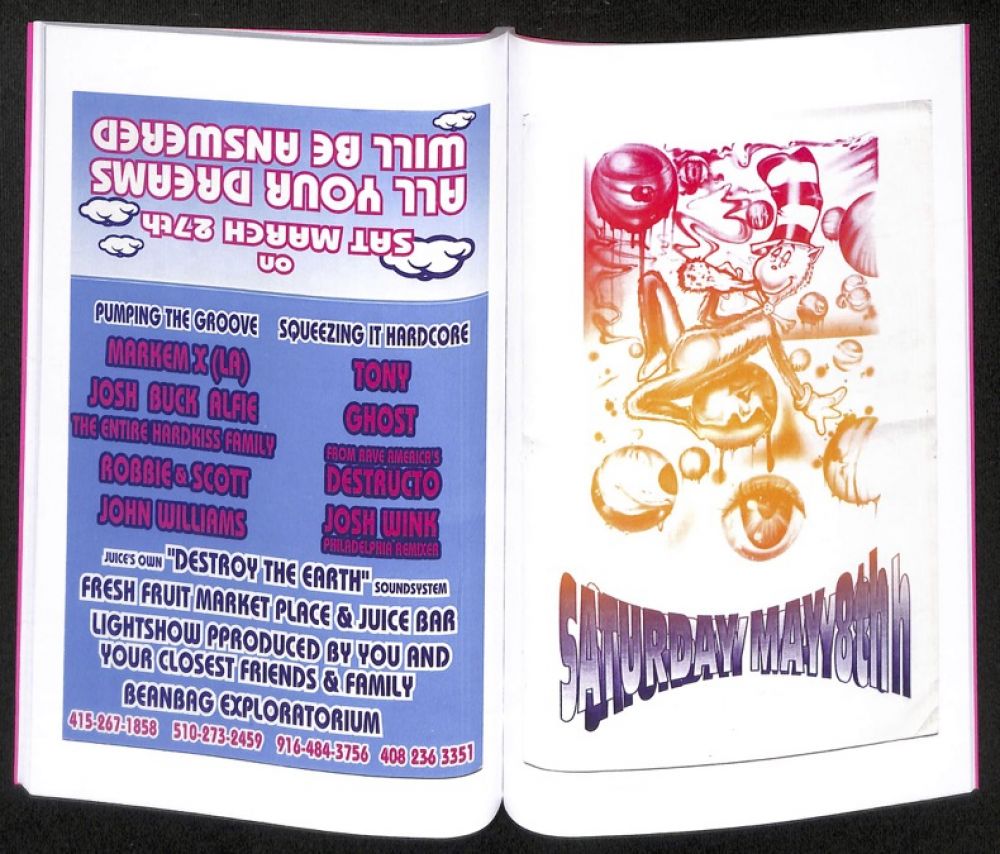 ON
SAT MARCH 27th
ALL YOUR DREAMS
WILL BE ANSWERED
PUMPING THE GROOVE
MARKEM X (LA)
JOSH BUCK ALFIE
THE ENTIRE HARDKISS FAMILY
ROBBIE & SCOTT
JOHN WILLIAMS
SQUEEZING IT HARDCORE
TONY
GHOST
FROM RAVE AMERICA'S
DESTRUCTO
JOSH WINK
PHILADELPHIA REMIXER
JUICE'S OWN "DESTROY THE EARTH" SOUNDSYSTEM
FRESH FRUIT MARKET PLACE & JUICE BAR
LIGHTSHOW PPRODUCED BY YOU AND
YOUR CLOSEST FRIENDS & FAMILY
BEANBAG EXPLORATORIUM
415-267-1858 510-273-2459 916-484-3756 408 236 3351
SATURDAY MAY 8th